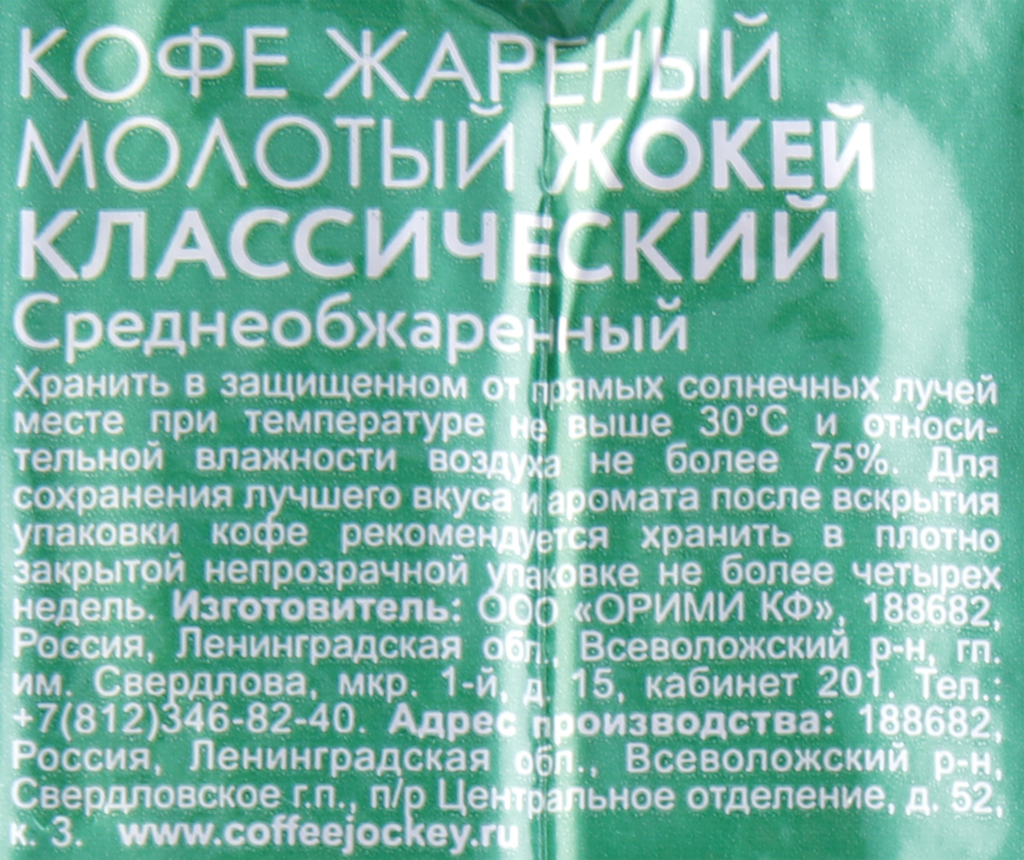 КОФЕ ЖАРЕНЫЙ
МОЛОТЫЙ ЖОКЕЙ
КЛАССИЧЕСКИЙ
Среднеобжаренный
Хранить в защищенном от прямых солнечных лучей
месте при температуре не выше 30°С и относи-
тельной влажности воздуха не более 75%. Для
сохранения лучшего вкуса и аромата после вскрытия
упаковки кофе рекомендуется хранить в плотно
закрытой непрозрачной упаковке не более четырех
недель. Изготовитель: ООО «ОРИМИ КФ», 188682,
Россия, Ленинградская обл., Всеволожский р-н, гп.
им. Свердлова, мкр. 1-й, д. 15, кабинет 201. Тел.:
+7(812)346-82-40. Адрес производства: 188682,
Россия, Ленинградская обл., Всеволожский р-н,
Свердловское г.п., п/р Центральное отделение, д. 52,
к. 3. www.coffeejockey.ru